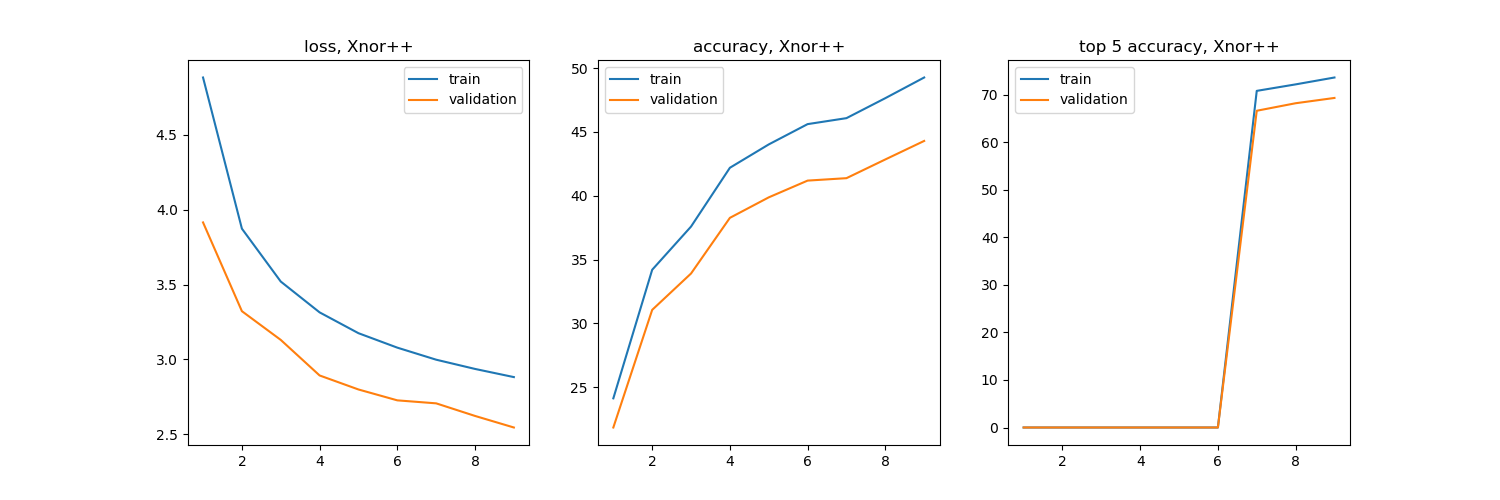 loss, Xnor++
train
validation
4.5
4.0
3.5
3.0
2.5
2 4 6 8
accuracy, Xnor++
train
validation
50
45
40
35
30
25
2 4 6 8
top 5 accuracy, Xnor++
train
validation
70
60
50
40
30
20
10
0
2 4 6 8